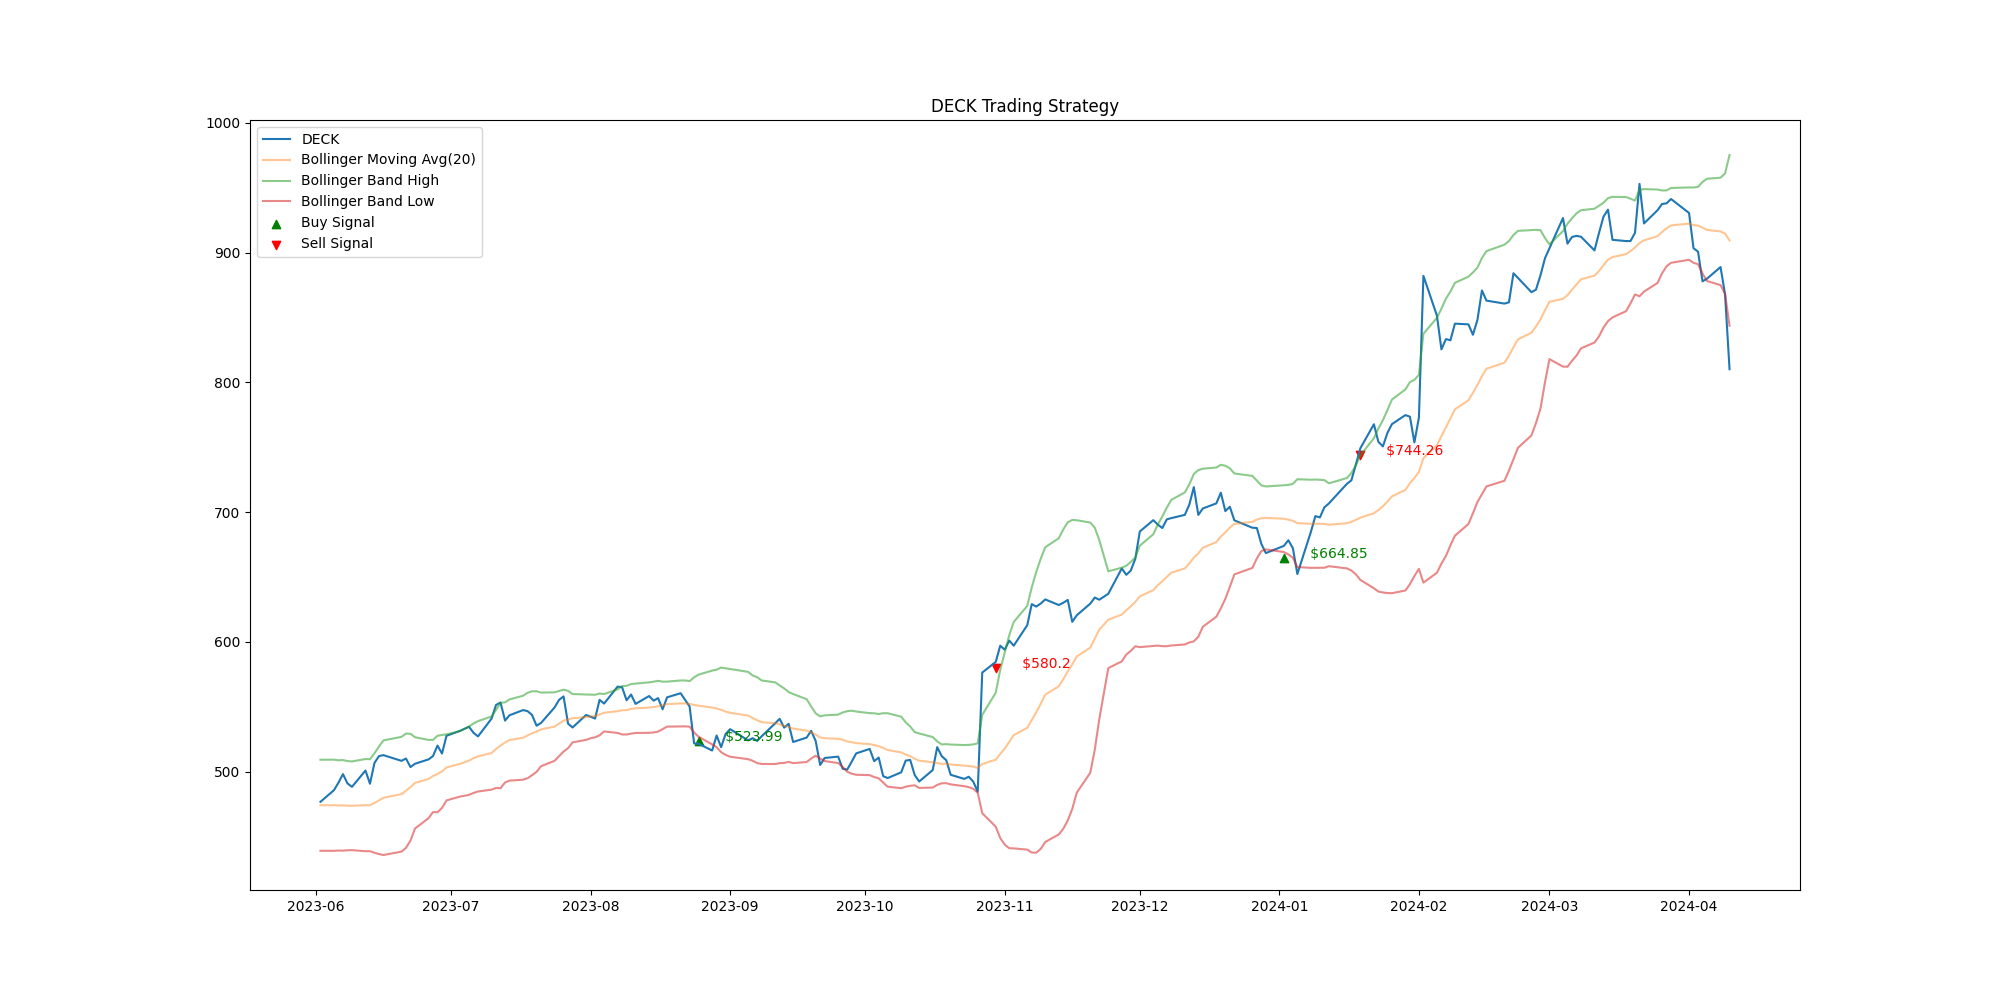 DECK Trading Strategy
1000
900
800
700
600
500
DECK
Bollinger Moving Avg(20)
Bollinger Band High
Bollinger Band Low
Buy Signal
Sell Signal
$744.26
$664.85
$580.2
$523.99
2023-06 2023-07 2023-08 2023-09 2023-10 2023-11 2023-12 2024-01 2024-02 2024-03 2024-04